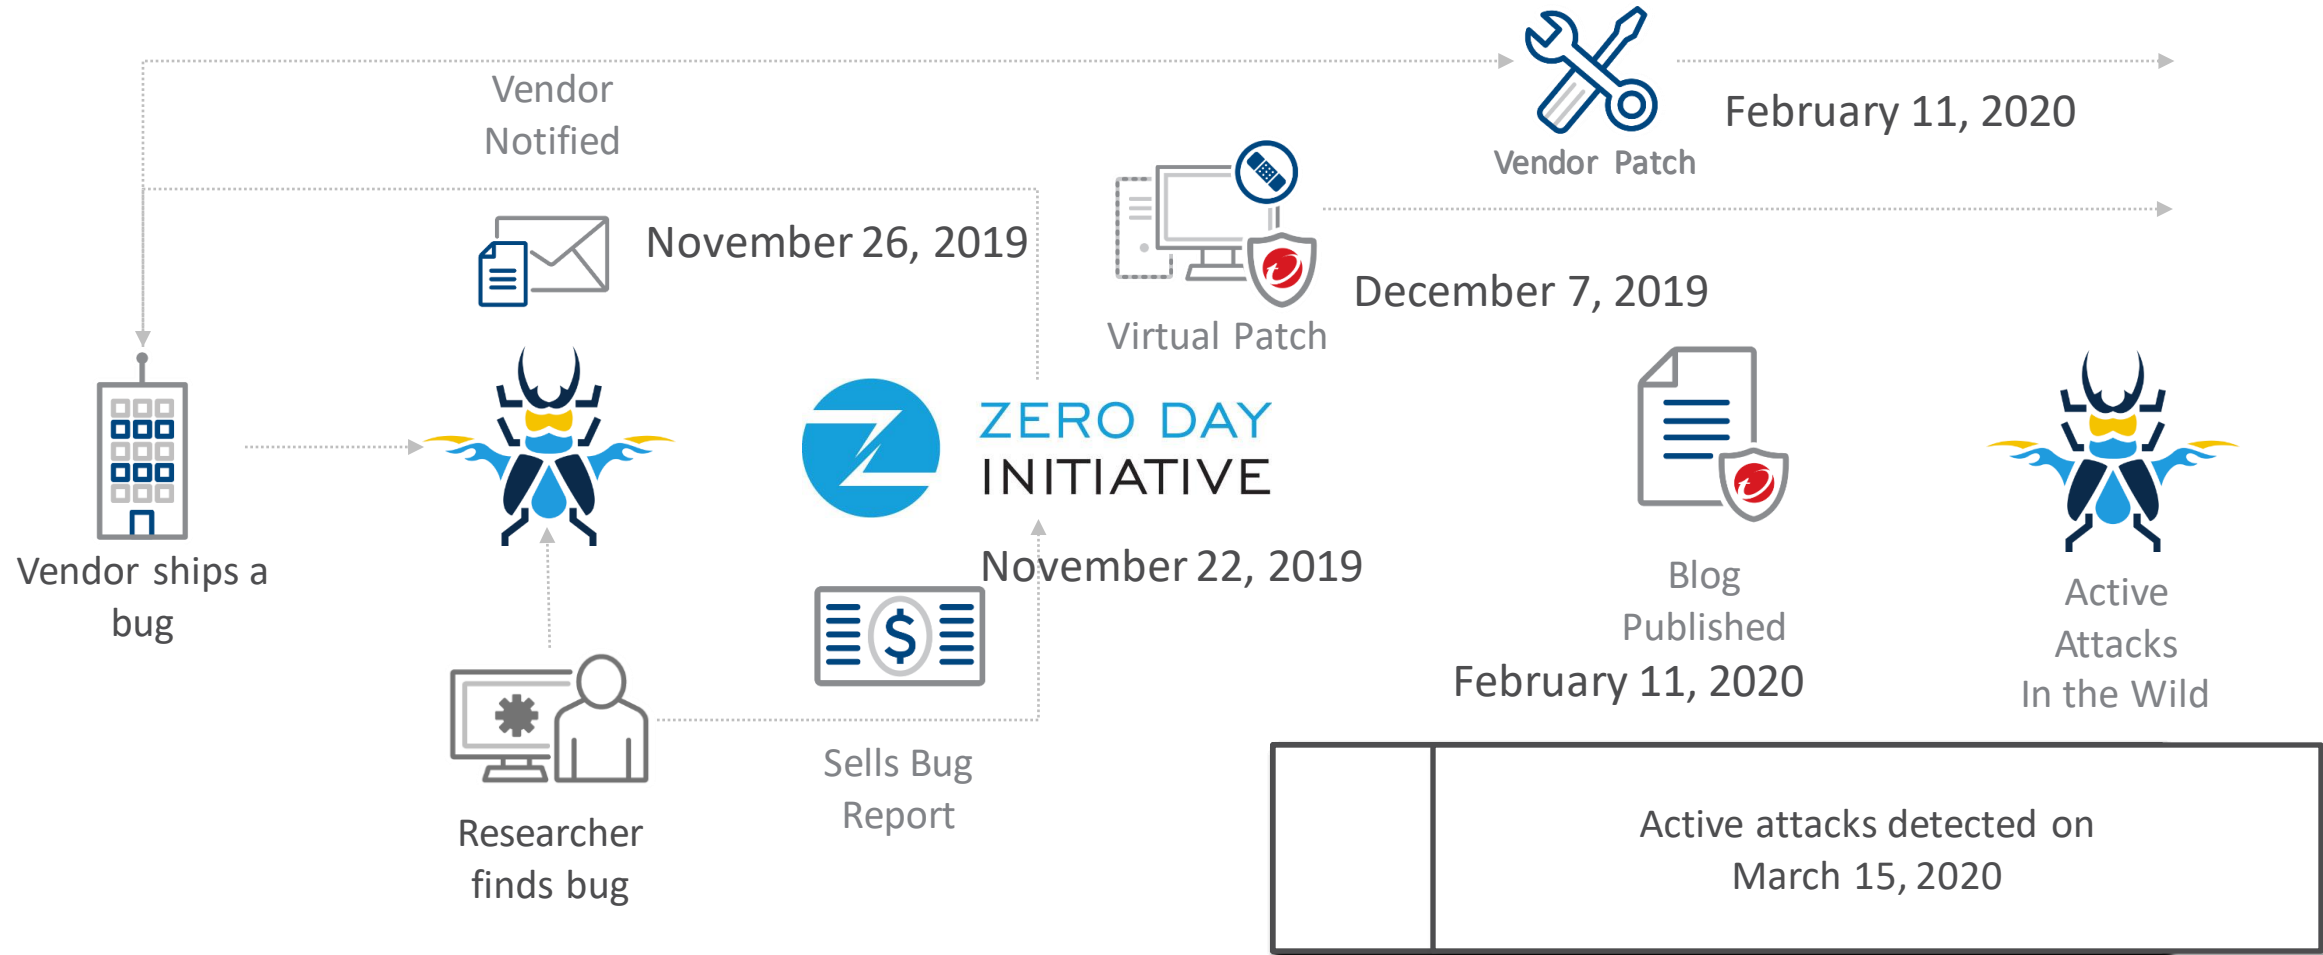 Vendor
Notified
February 11, 2020
Vendor Patch
November 26, 2019
December 7, 2019
Virtual Patch
ZERO DAY
INITIATIVE
November 22, 2019
Vendor ships a
bug
$
Blog
Published
February 11, 2020
Active
Attacks
In the Wild
Sells Bug
Report
Researcher
finds bug
Active attacks detected on
March 15, 2020